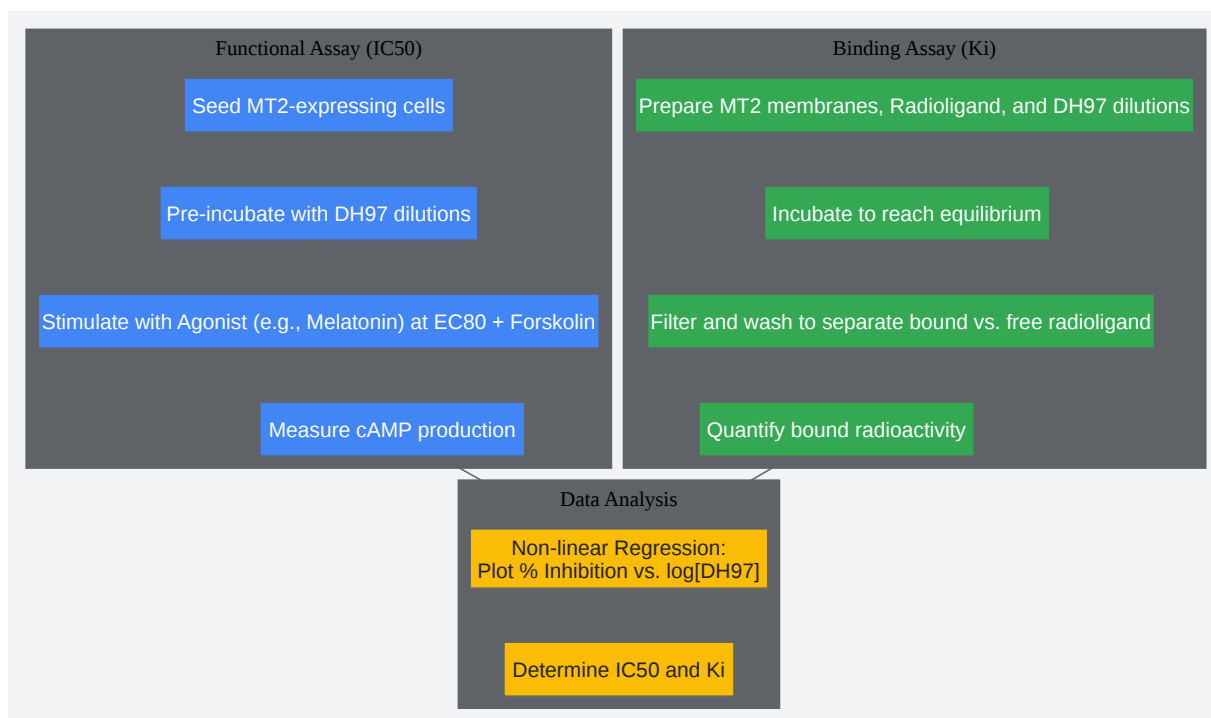 Functional Assay (IC50)
Seed MT2-expressing cells
Pre-incubate with DH97 dilutions
Stimulate with Agonist (e.g., Melatonin) at EC80 + Forskolin
Measure cAMP production
Binding Assay (Ki)
Prepare MT2 membranes, Radioligand, and DH97 dilutions
Incubate to reach equilibrium
Filter and wash to separate bound vs. free radioligand
Quantify bound radioactivity
Data Analysis
Non-linear Regression:
Plot % Inhibition vs. log[DH97]
Determine IC50 and Ki